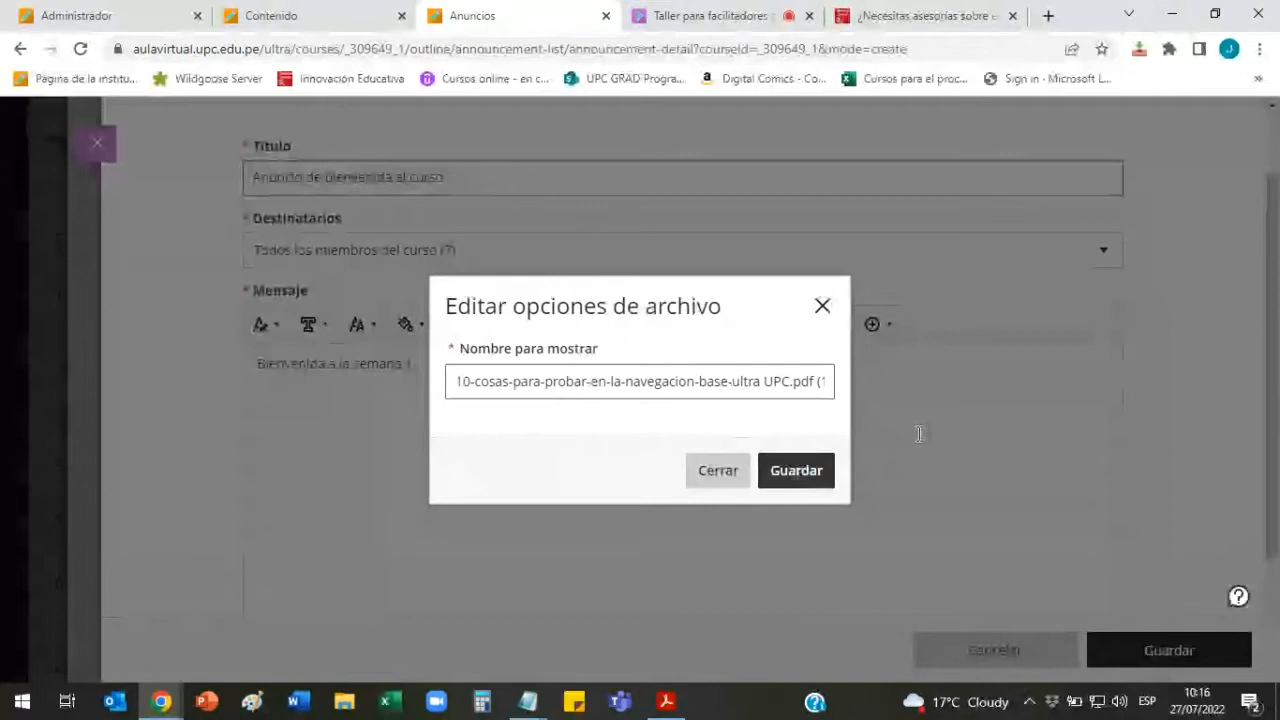 Administrador
Contenido
Anuncios
Taller para facilitadores
¿Necesitas asesorías sobre e
aulavirtual.upc.edu.pe/ultra/courses/_309649_1/outline/announcement-list/announcement-detail?courseId=_309649_1&mode=create
J
Página de la institu...
Wildgoose Server
Innovación Educativa
Cursos online - en c...
UPC GRAD Progra...
Digital Comics - Co...
Cursos para el proc...
Sign in - Microsoft L...
»
* Título
Anuncio de bienvenida al curso
* Destinatarios
Todos los miembros del curso (7)
* Mensaje
Bienvenida a la semana 1
Editar opciones de archivo
* Nombre para mostrar
10-cosas-para-probar-en-la-navegacion-base-ultra UPC.pdf (1
Cerrar
Guardar
Cancelar
Guardar
17°C Cloudy
ESP
10:16
27/07/2022
2